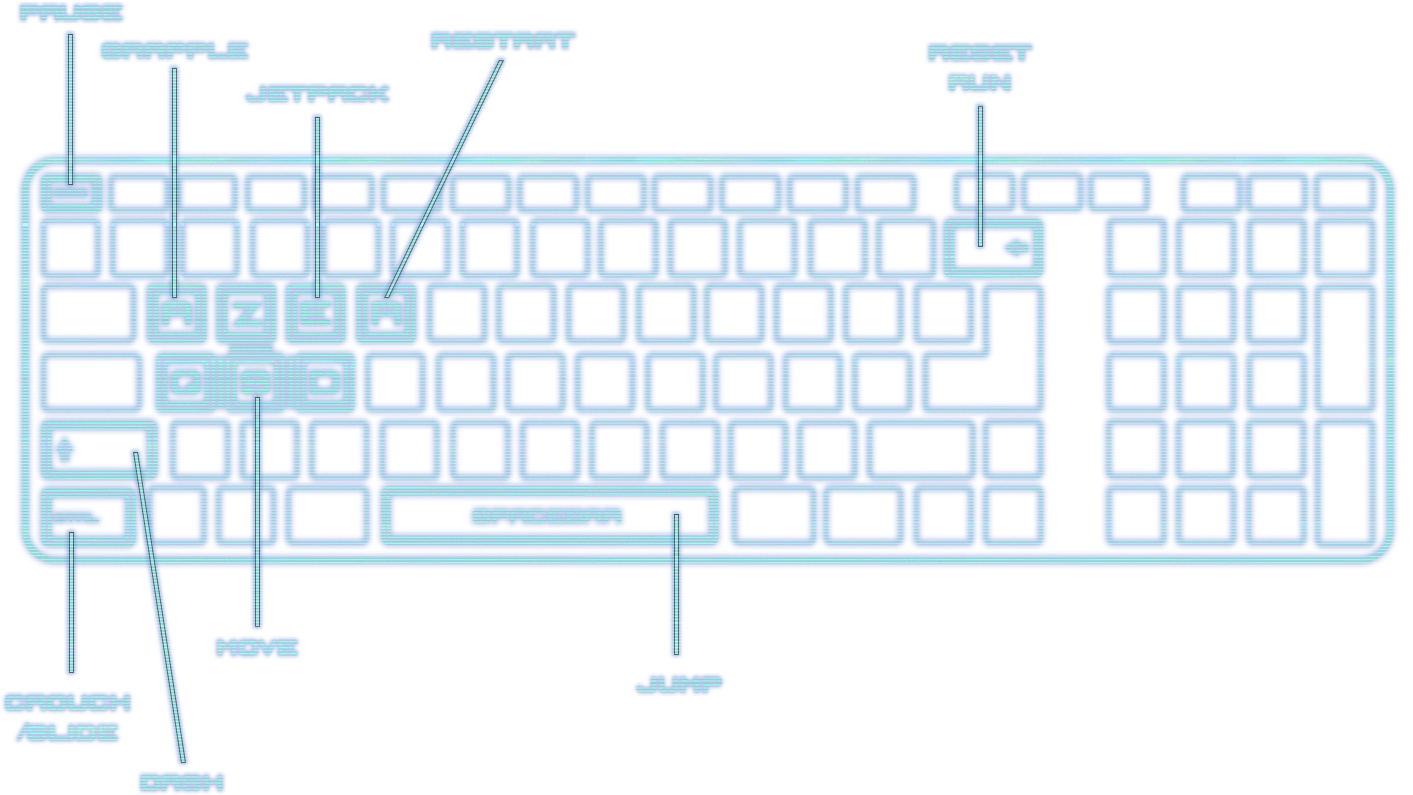 PAUSE
GRAPPLE
JETPACK
RESTART
RESET
RUN
A Z E R
Q S D
CTRL
SPACEBAR
MOVE
JUMP
CROUCH
/SLIDE
DASH